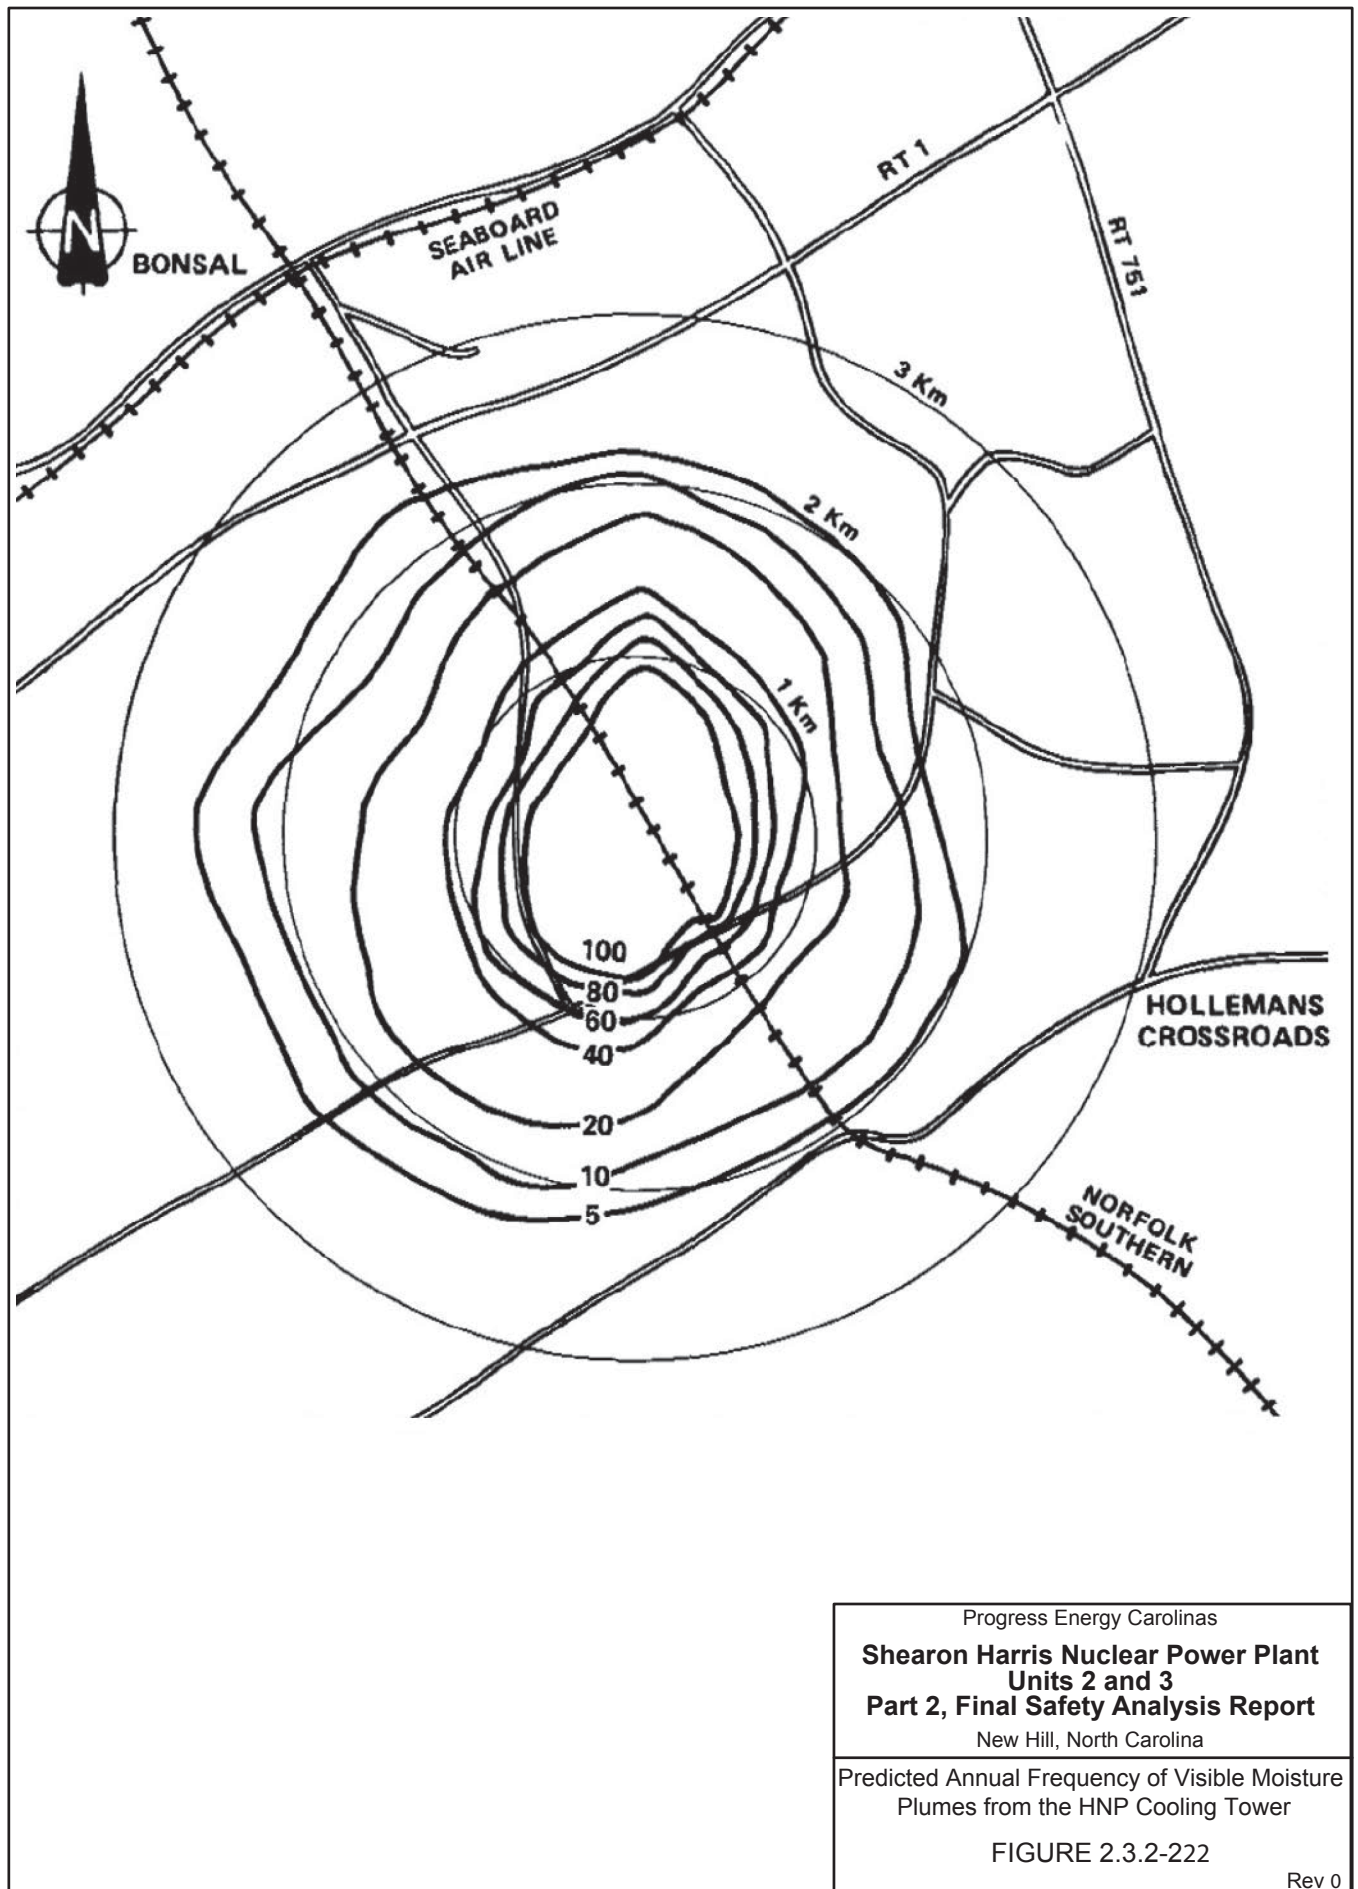 N
BONSAL
SEABOARD
AIR LINE
RT 1
RT 751
3 Km
2 Km
1 Km
100
80
60
40
20
10
5
HOLLEMANS
CROSSROADS
NORFOLK
SOUTHERN
Progress Energy Carolinas
Shearon Harris Nuclear Power Plant
Units 2 and 3
Part 2, Final Safety Analysis Report
New Hill, North Carolina
Predicted Annual Frequency of Visible Moisture
Plumes from the HNP Cooling Tower
FIGURE 2.3.2-222
Rev 0